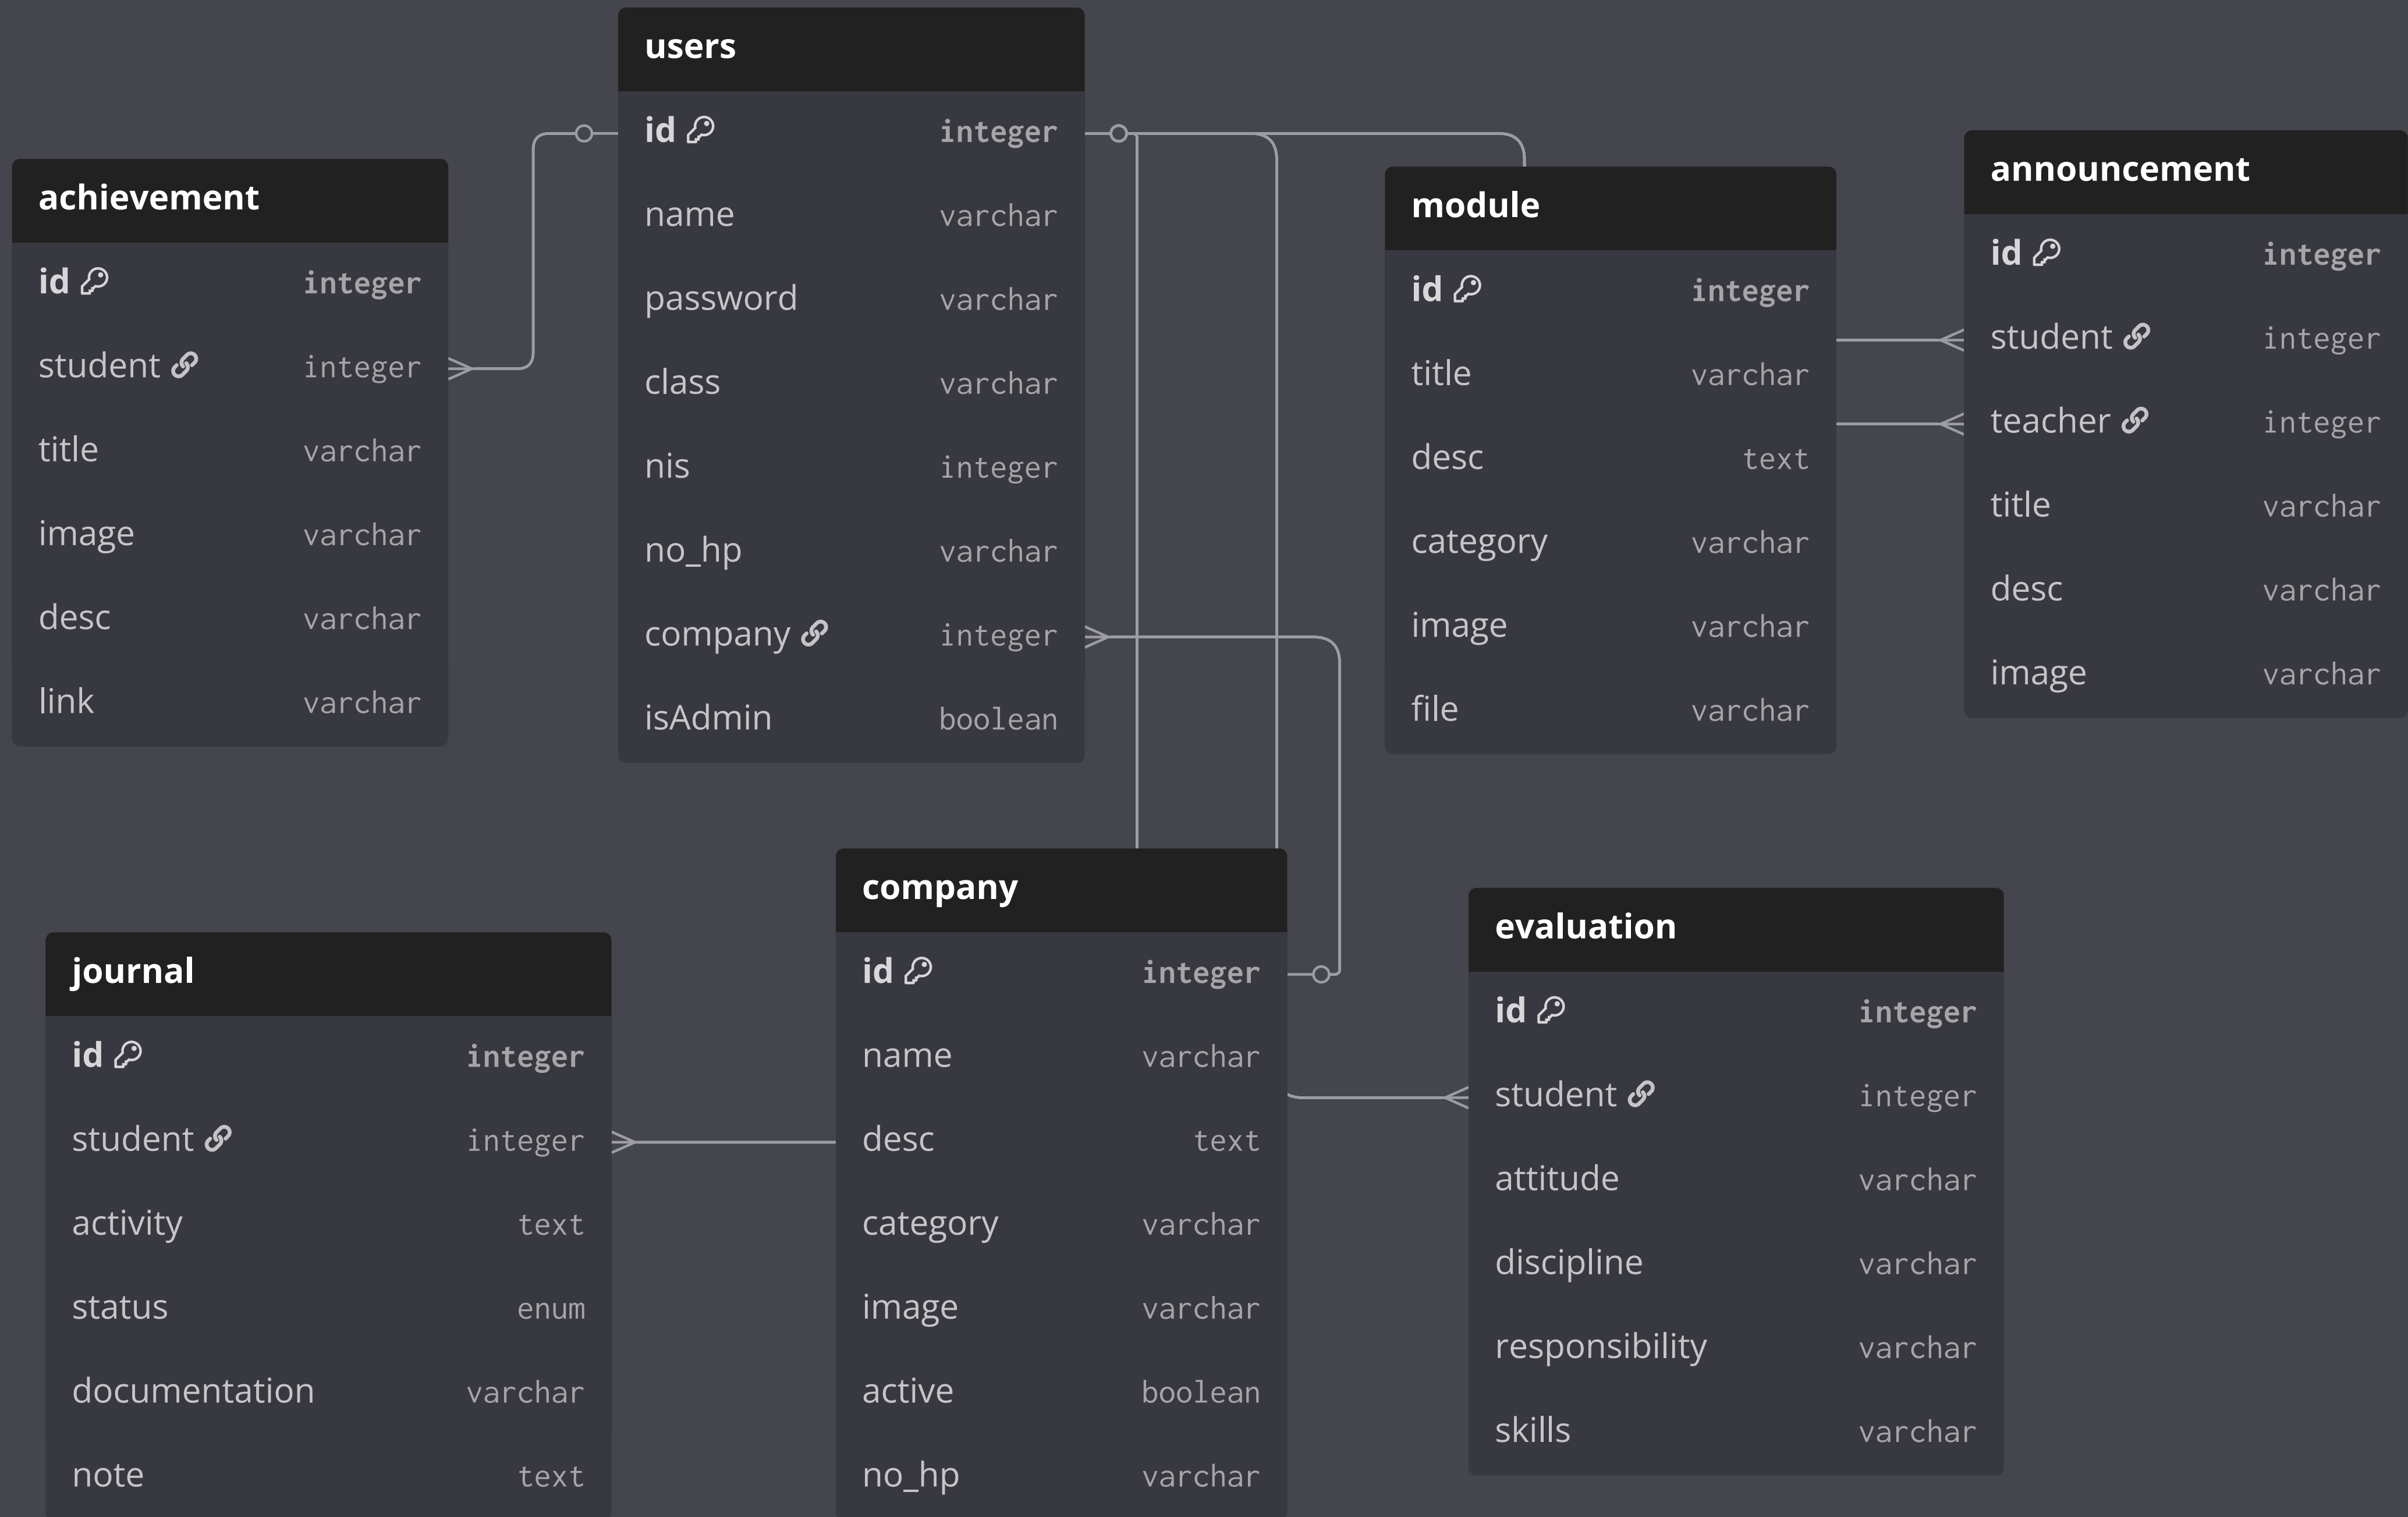 users
id integer
name varchar
password varchar
class varchar
nis integer
no_hp varchar
company integer
isAdmin boolean
achievement
id integer
student integer
title varchar
image varchar
desc varchar
link varchar
module
id integer
title varchar
desc text
category varchar
image varchar
file varchar
announcement
id integer
student integer
teacher integer
title varchar
desc varchar
image varchar
journal
id integer
student integer
activity text
status enum
documentation varchar
note text
company
id integer
name varchar
desc text
category varchar
image varchar
active boolean
no_hp varchar
evaluation
id integer
student integer
attitude varchar
discipline varchar
responsibility varchar
skills varchar